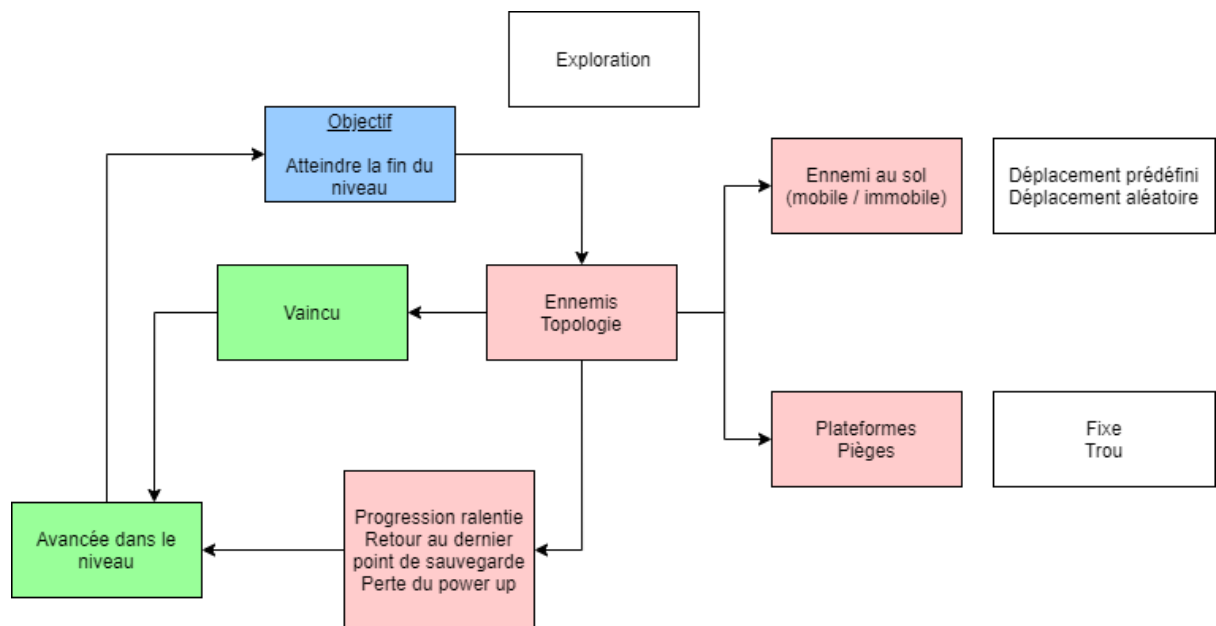 Exploration
Objectif
Atteindre la fin du
niveau
Ennemi au sol
(mobile / immobile)
Déplacement prédéfini
Déplacement aléatoire
Vaincu
Ennemis
Topologie
Plateformes
Pièges
Fixe
Trou
Avancée dans le
niveau
Progression ralentie
Retour au dernier
point de sauvegarde
Perte du power up